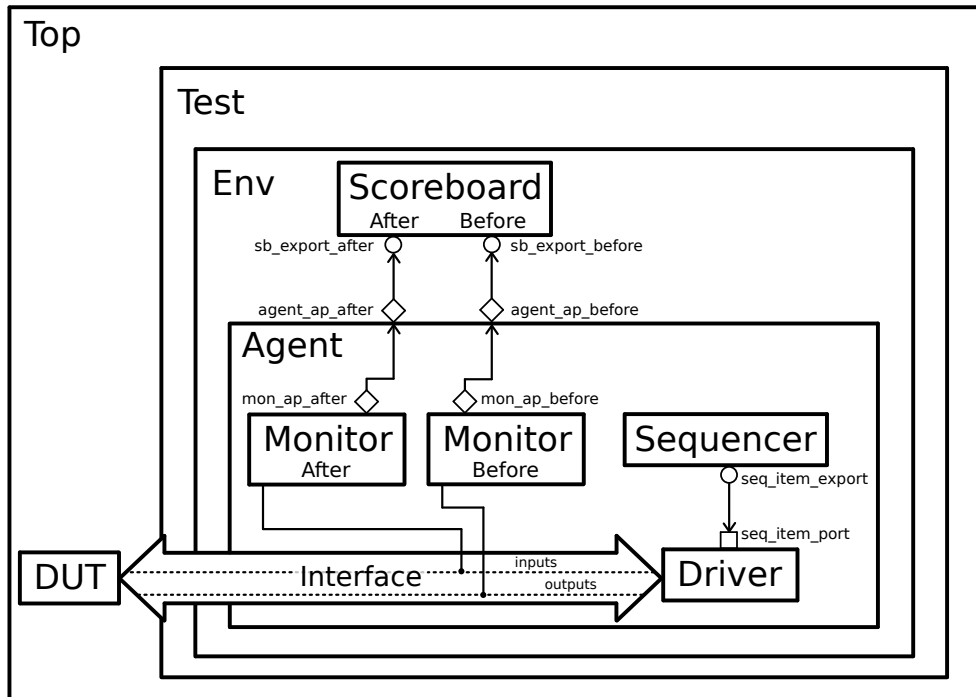 Top
Test
Env
Scoreboard
After Before
sb_export_after sb_export_before
agent_ap_after agent_ap_before
Agent
mon_ap_after mon_ap_before
Monitor Monitor Sequencer
After Before
seq_item_export
seq_item_port
inputs
DUT Interface Driver
outputs